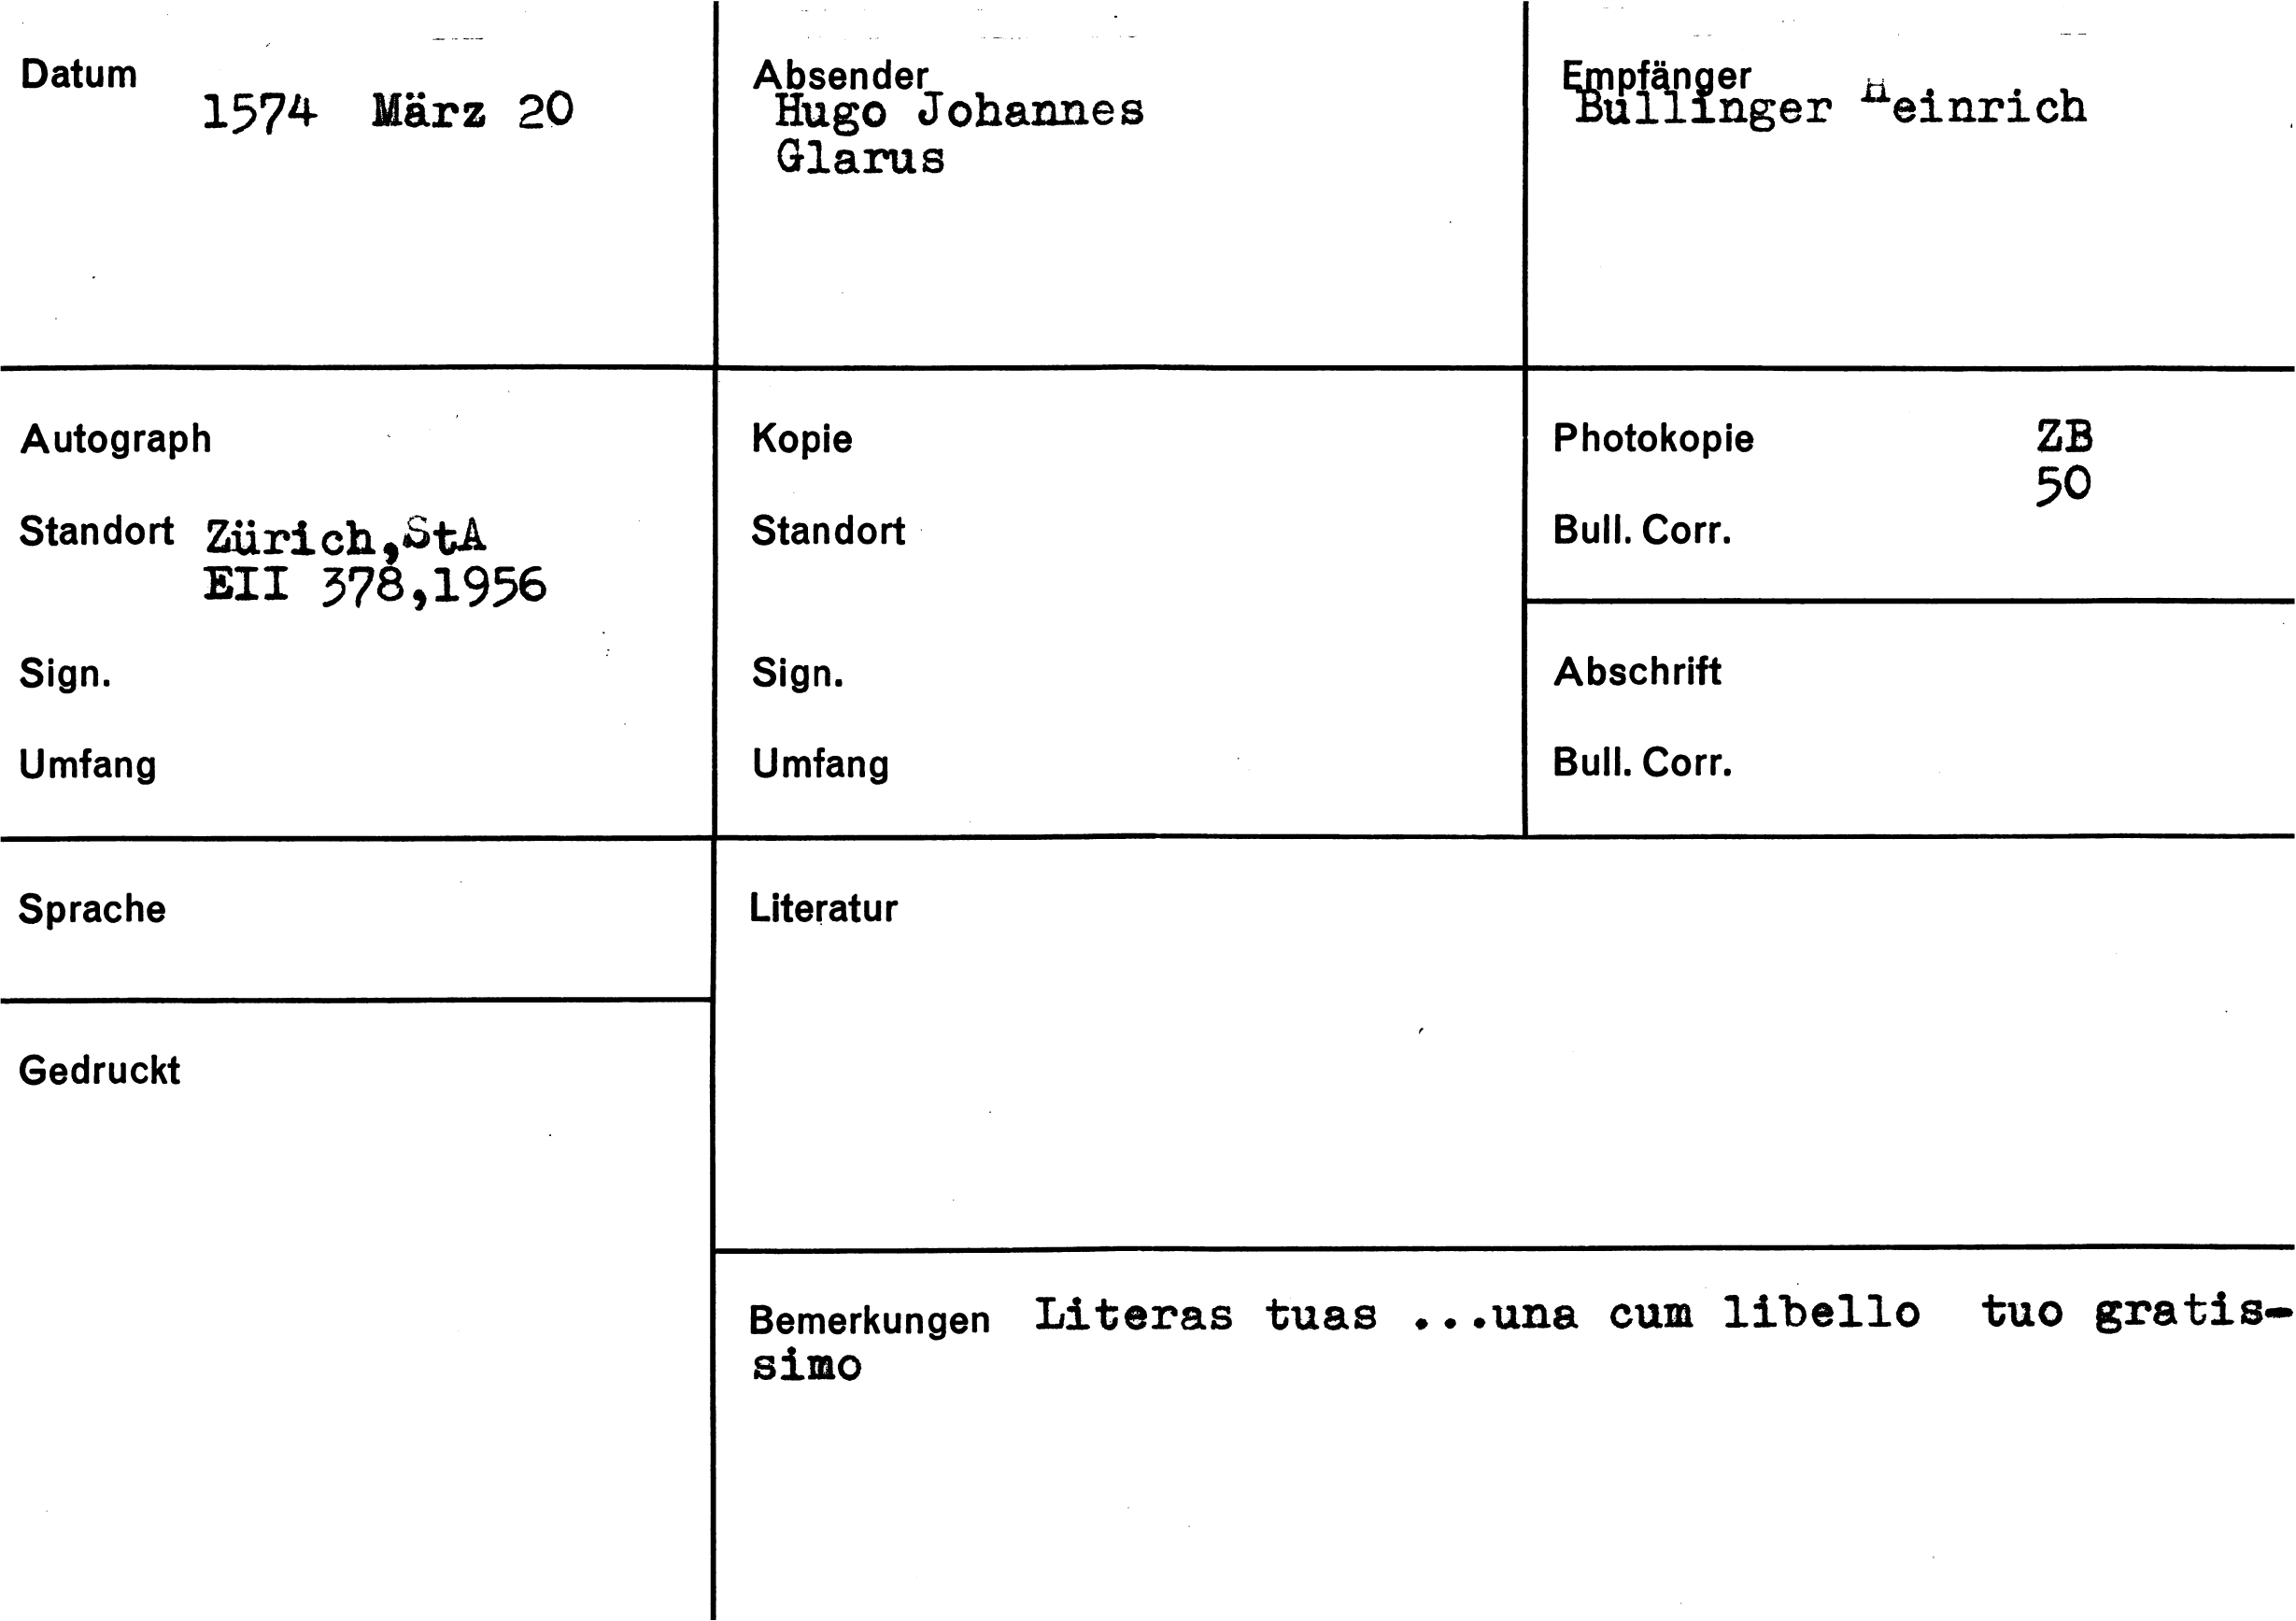 Datum
1574 März 20
Absender
Hugo Johannes
Glarus
Empfänger
Bullinger Heinrich
Autograph
Standort Zürich,StA
EII 378,1956
Sign.
Umfang
Kopie
Standort
Sign.
Umfang
Photokopie ZB
50
Bull. Corr.
Abschrift
Bull. Corr.
Sprache
Gedruckt
Literatur
Bemerkungen Literas tuas ...una cum libello tuo gratis-
simo